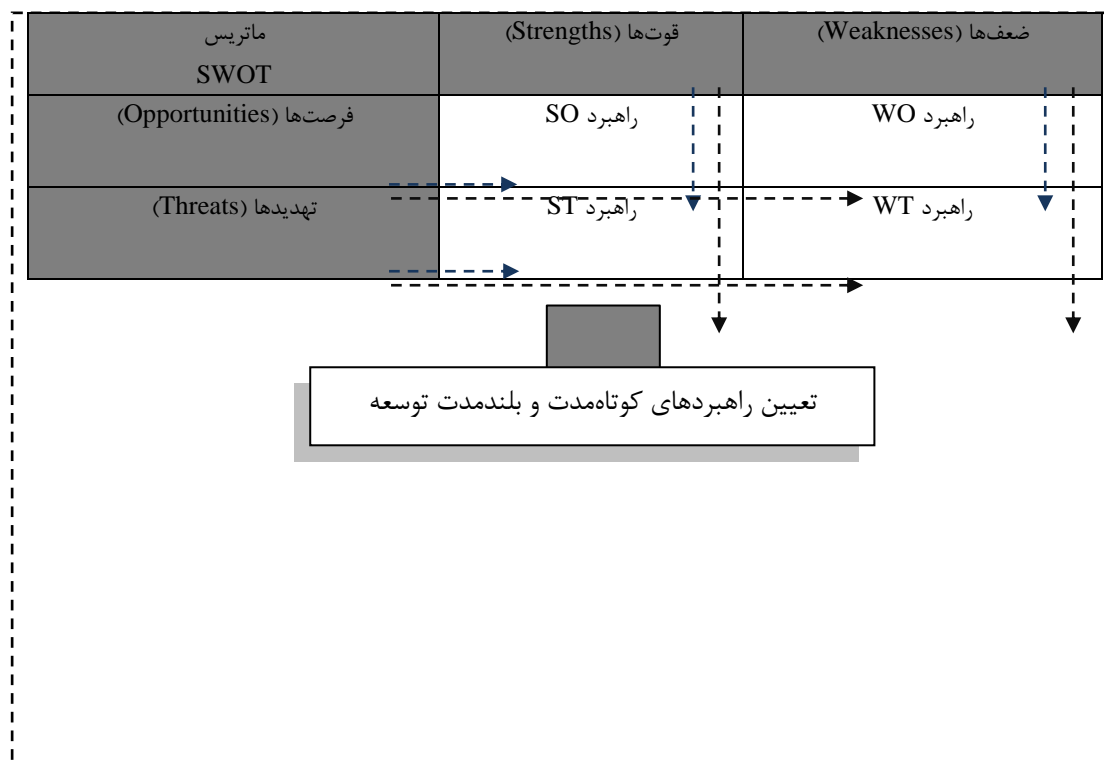 ماتریس
SWOT
قوت‌ها (Strengths)
ضعف‌ها (Weaknesses)
فرصت‌ها (Opportunities)
راهبرد SO
راهبرد WO
تهدیدها (Threats)
راهبرد ST
راهبرد WT
تعیین راهبردهای کوتاه‌مدت و بلندمدت توسعه